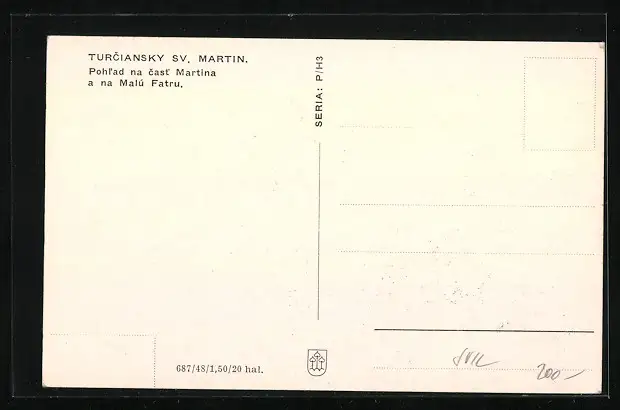 TURČIANSKY SV. MARTIN.
Pohľad na časť Martina
a na Malú Fatru.
SERIA: P/H3
687/48/1,50/20 hal.
200-